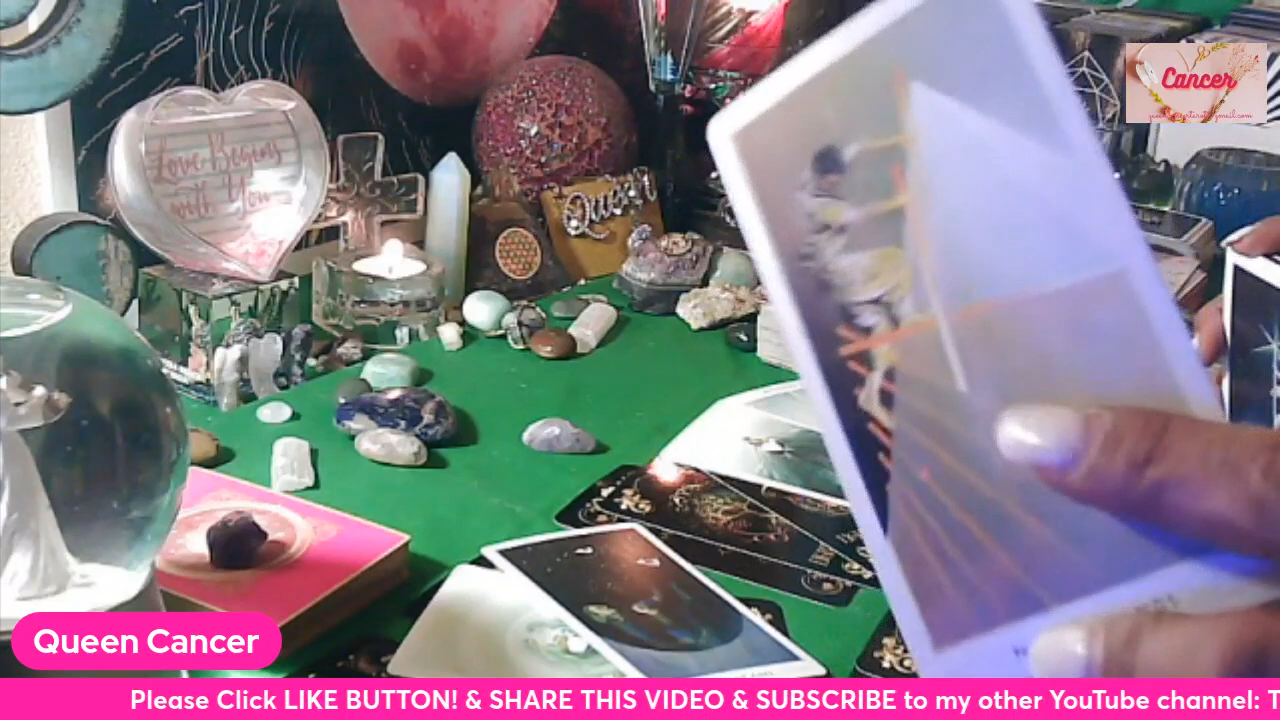 Cancer
Love Begins
with You
Queen
Queen Cancer
Please Click LIKE BUTTON! & SHARE THIS VIDEO & SUBSCRIBE to my other YouTube channel: T